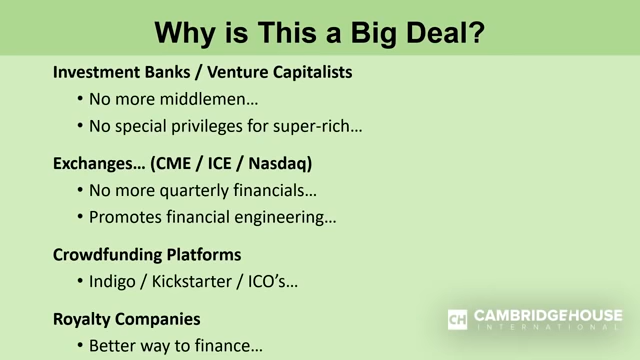 Why is This a Big Deal?
Investment Banks / Venture Capitalists
• No more middlemen…
• No special privileges for super-rich…
Exchanges… (CME / ICE / Nasdaq)
• No more quarterly financials…
• Promotes financial engineering…
Crowdfunding Platforms
• Indigo / Kickstarter / ICO's…
Royalty Companies
• Better way to finance…
CH CAMBRIDGEHOUSE
INTERNATIONAL